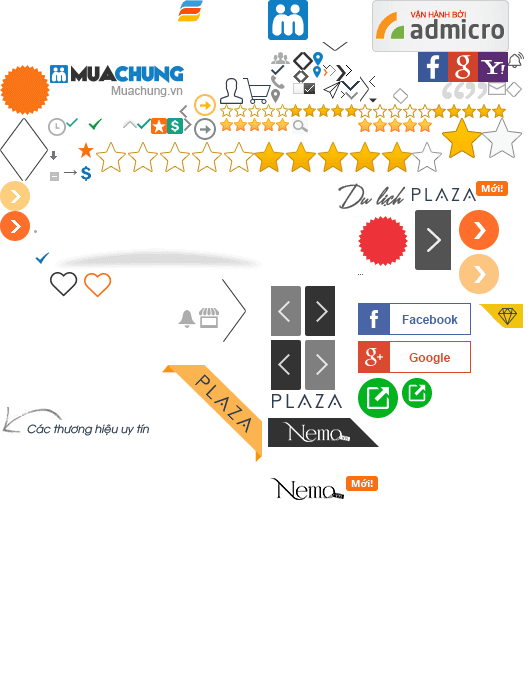 VẬN HÀNH BỞI
admicro
MUACHUNG
Muachung.vn
f g Y!
$
$
Du lịch PLAZA Mới!
f Facebook
g+ Google
PLAZA
PLAZA
Các thương hiệu uy tín
Nemo
Nemo Mới!